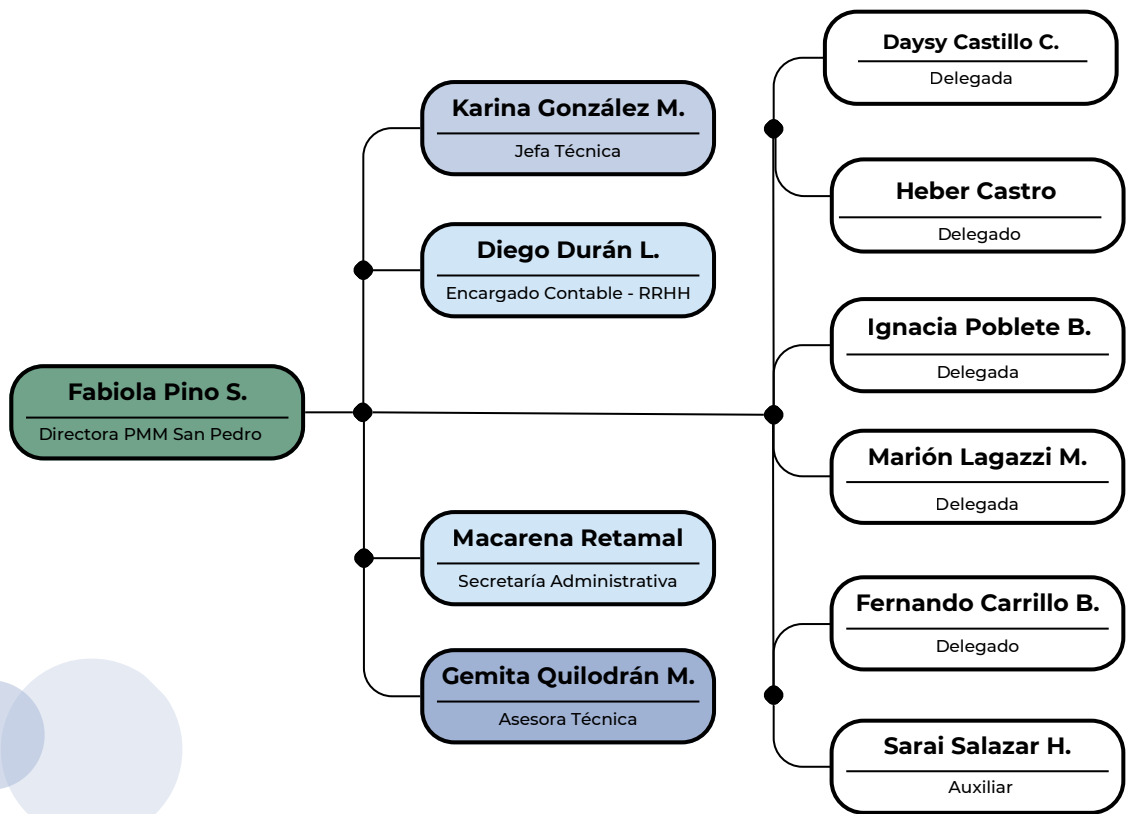 Fabiola Pino S.
Directora PMM San Pedro
Karina González M.
Jefa Técnica
Diego Durán L.
Encargado Contable - RRHH
Macarena Retamal
Secretaría Administrativa
Gemita Quilodrán M.
Asesora Técnica
Daysy Castillo C.
Delegada
Heber Castro
Delegado
Ignacia Poblete B.
Delegada
Marión Lagazzi M.
Delegada
Fernando Carrillo B.
Delegado
Sarai Salazar H.
Auxiliar